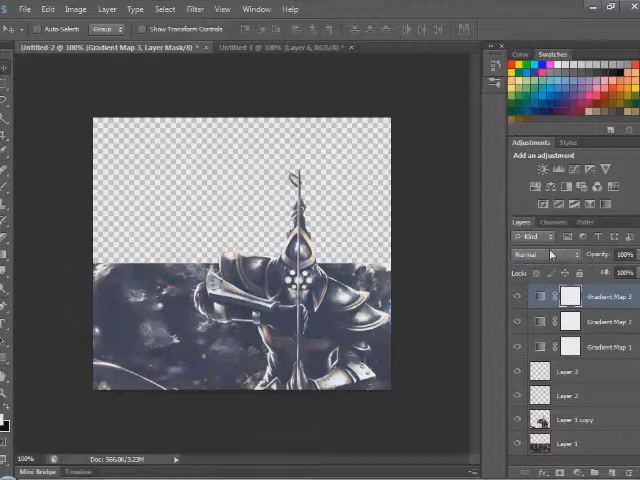 File Edit Image Layer Type Select Filter View Window Help
Auto-Select: Group Show Transform Controls
Untitled-2 @ 100% (Gradient Map 3, Layer Mask/8) * × Untitled-1 @ 100% (Layer 6, RGB/8) * ×
Color Swatches
Adjustments Styles
Add an adjustment
Layers Channels Paths
Kind
Normal Opacity: 100%
Lock: Fill: 100%
Gradient Map 3
Gradient Map 2
Gradient Map 1
Layer 3
Layer 2
Layer 1 copy
Layer 1
100% Doc: 566.0K/3.23M
Mini Bridge Timeline